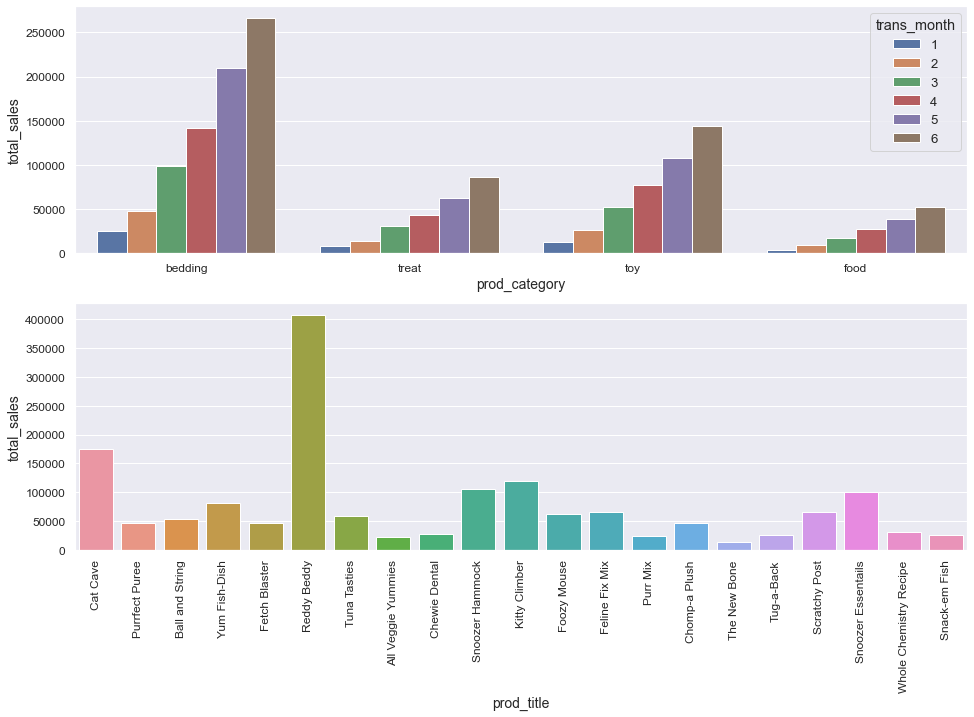 250000
200000
150000
100000
50000
0
total_sales
trans_month
1
2
3
4
5
6
bedding treat toy food
prod_category
400000
350000
300000
250000
200000
150000
100000
50000
0
total_sales
Cat Cave
Purrfect Puree
Ball and String
Yum Fish-Dish
Fetch Blaster
Reddy Beddy
Tuna Tasties
All Veggie Yummies
Chewie Dental
Snoozer Hammock
Kitty Climber
Foozy Mouse
Feline Fix Mix
Purr Mix
Chomp-a Plush
The New Bone
Tug-a-Back
Scratchy Post
Snoozer Essentails
Whole Chemistry Recipe
Snack-em Fish
prod_title